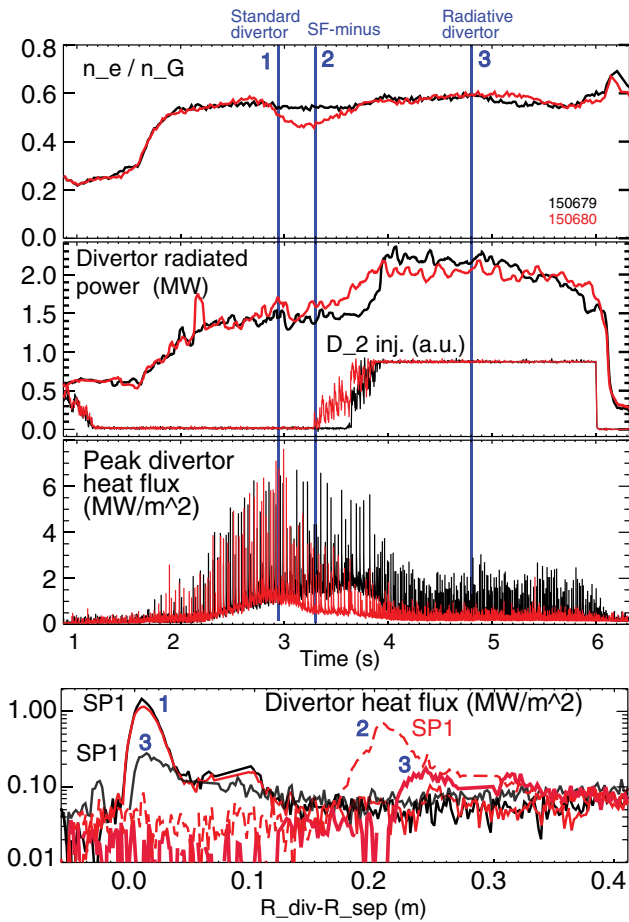 Standard divertor
SF-minus
Radiative divertor
1
2
3
0.8
n_e / n_G
0.6
0.4
150679
0.2
150680
0.0
Divertor radiated
2.0
power (MW)
1.5
D_2 inj. (a.u.)
1.0
0.5
0.0
Peak divertor
heat flux
6
(MW/m^2)
4
2
0
2
3
4
5
6
Time (s)
Divertor heat flux (MW/m^2)
SP1
1
1.00
SP1
2
SP1
3
3
0.10
0.01
0.0
0.1
0.2
0.3
0.4
R_div-R_sep (m)